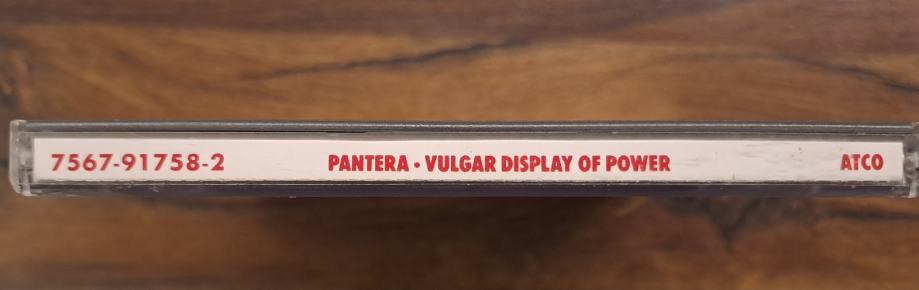 7567-91758-2 PANTERA • VULGAR DISPLAY OF POWER ATCO